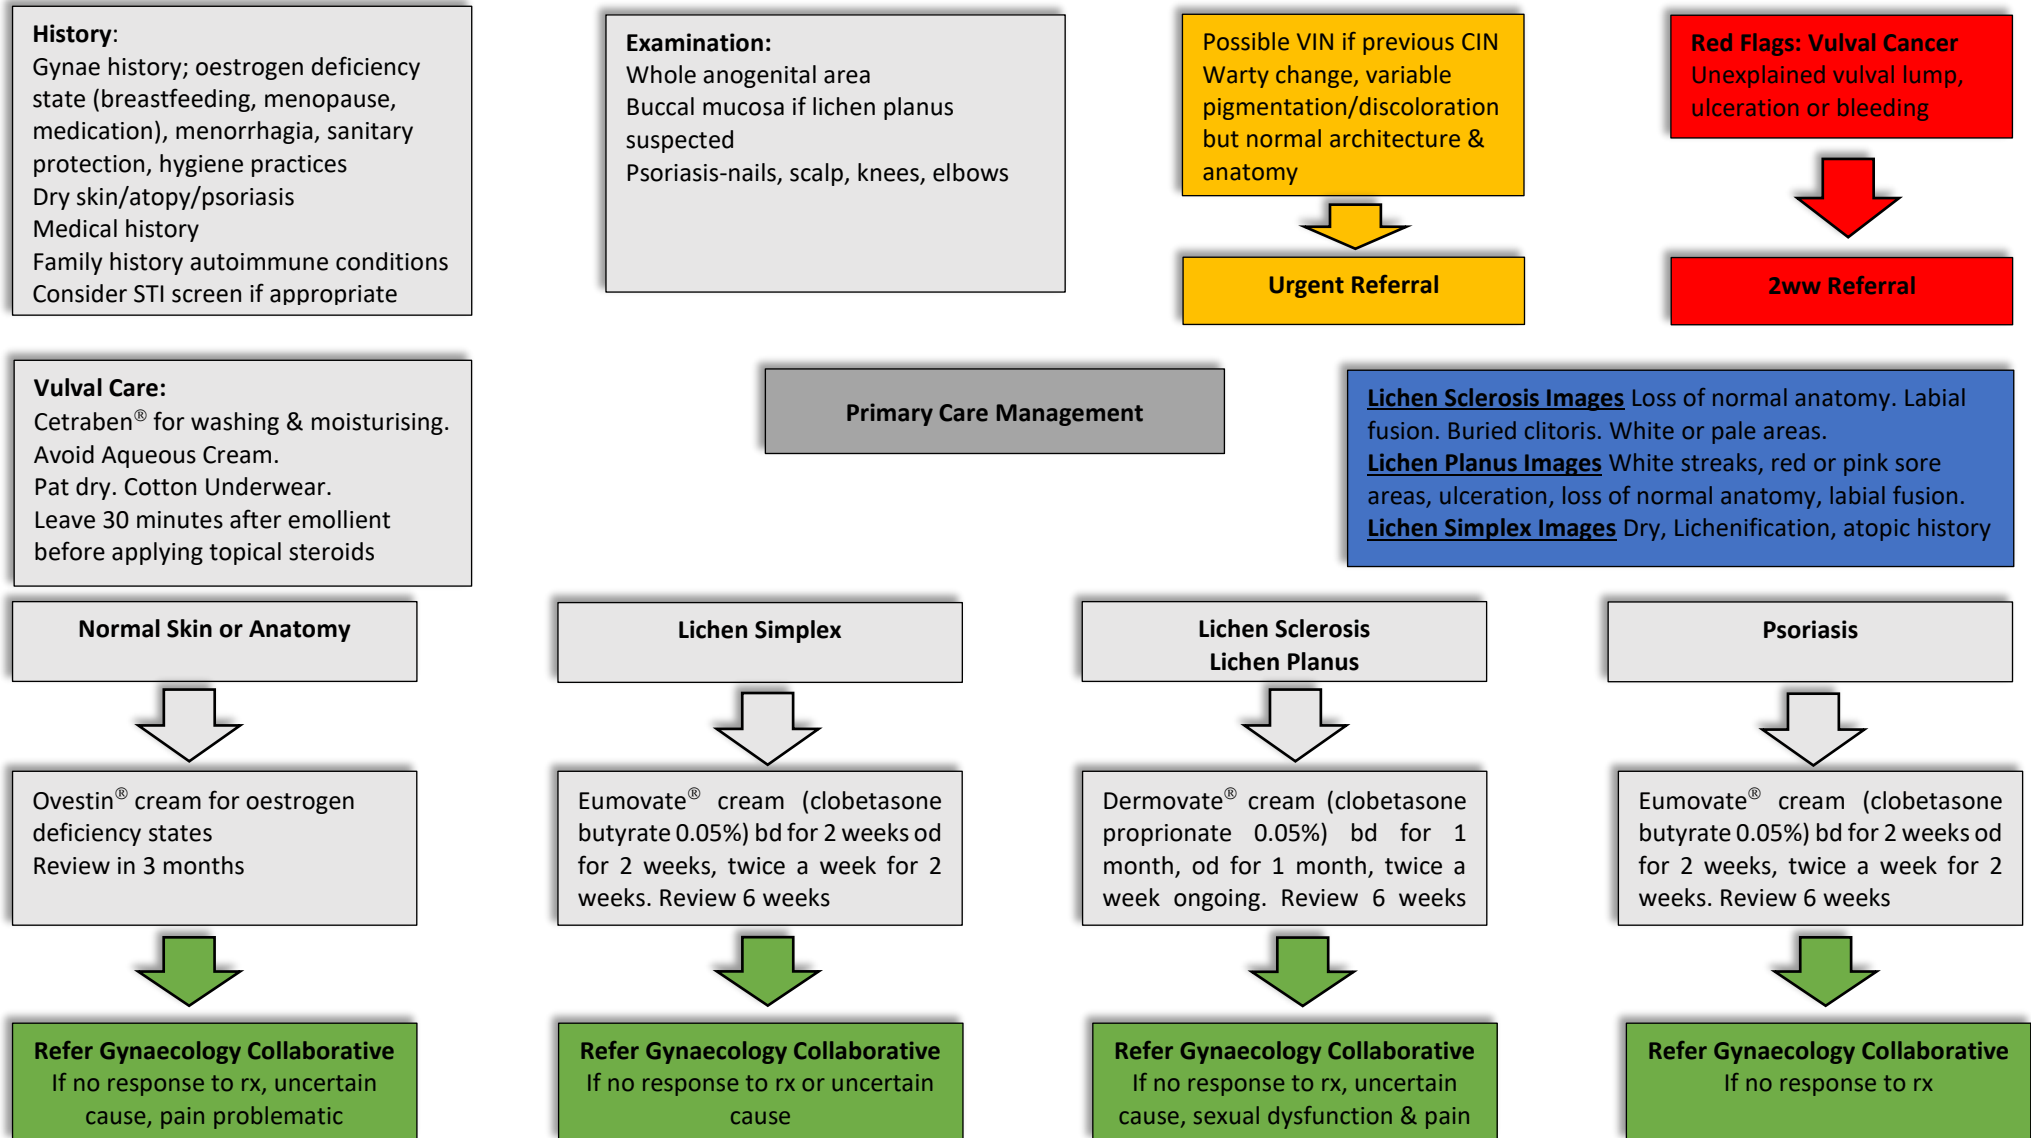 History:
Gynae history; oestrogen deficiency
state (breastfeeding, menopause,
medication), menorrhagia, sanitary
protection, hygiene practices
Dry skin/atopy/psoriasis
Medical history
Family history autoimmune conditions
Consider STI screen if appropriate
Examination:
Whole anogenital area
Buccal mucosa if lichen planus
suspected
Psoriasis-nails, scalp, knees, elbows
Possible VIN if previous CIN
Warty change, variable
pigmentation/discoloration
but normal architecture &
anatomy
Urgent Referral
Red Flags: Vulval Cancer
Unexplained vulval lump,
ulceration or bleeding
2ww Referral
Vulval Care:
Cetraben® for washing & moisturising.
Avoid Aqueous Cream.
Pat dry. Cotton Underwear.
Leave 30 minutes after emollient
before applying topical steroids
Primary Care Management
Lichen Sclerosis Images Loss of normal anatomy. Labial
fusion. Buried clitoris. White or pale areas.
Lichen Planus Images White streaks, red or pink sore
areas, ulceration, loss of normal anatomy, labial fusion.
Lichen Simplex Images Dry, Lichenification, atopic history
Normal Skin or Anatomy
Ovestin® cream for oestrogen
deficiency states
Review in 3 months
Refer Gynaecology Collaborative
If no response to rx, uncertain
cause, pain problematic
Lichen Simplex
Eumovate® cream (clobetasone
butyrate 0.05%) bd for 2 weeks od
for 2 weeks, twice a week for 2
weeks. Review 6 weeks
Refer Gynaecology Collaborative
If no response to rx or uncertain
cause
Lichen Sclerosis
Lichen Planus
Dermovate® cream (clobetasone
proprionate 0.05%) bd for 1
month, od for 1 month, twice a
week ongoing. Review 6 weeks
Refer Gynaecology Collaborative
If no response to rx, uncertain
cause, sexual dysfunction & pain
Psoriasis
Eumovate® cream (clobetasone
butyrate 0.05%) bd for 2 weeks od
for 2 weeks, twice a week for 2
weeks. Review 6 weeks
Refer Gynaecology Collaborative
If no response to rx